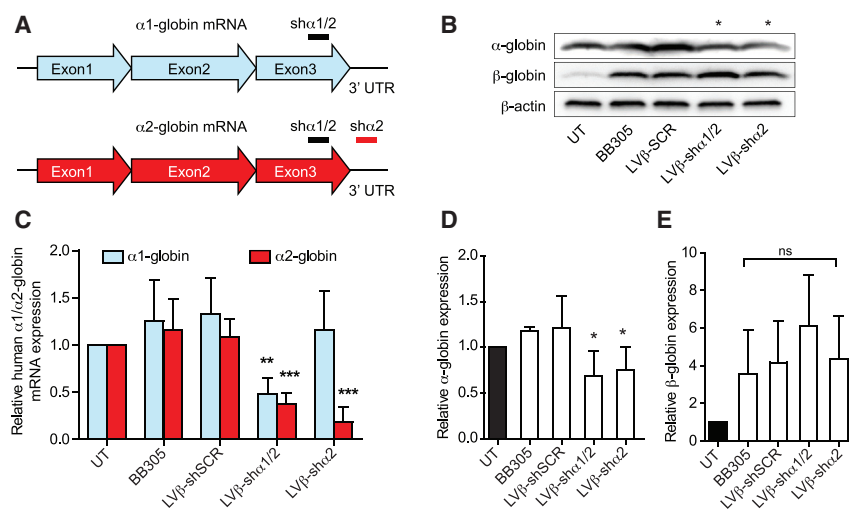 A
α1-globin mRNA
shα1/2
Exon1
Exon2
Exon3
3' UTR
α2-globin mRNA
shα1/2
shα2
Exon1
Exon2
Exon3
3' UTR
B
*
*
α-globin
β-globin
β-actin
UT
BB305
LVβ-SCR
LVβ-shα1/2
LVβ-shα2
C
Relative human α1/α2-globin
mRNA expression
2.0
1.5
1.0
0.5
0.0
α1-globin
α2-globin
**
***
***
UT
BB305
LVβ-shSCR
LVβ-shα1/2
LVβ-shα2
D
Relative α-globin expression
2.0
1.5
1.0
0.5
0.0
*
*
UT
BB305
LVβ-shSCR
LVβ-shα1/2
LVβ-shα2
E
Relative β-globin expression
10
8
6
4
2
0
ns
UT
BB305
LVβ-shSCR
LVβ-shα1/2
LVβ-shα2